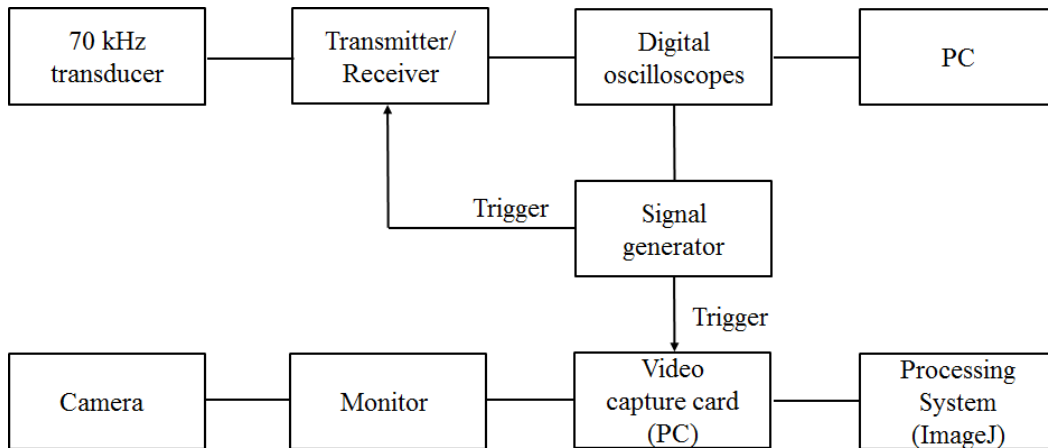 70 kHz
transducer
Transmitter/
Receiver
Digital
oscilloscopes
PC
Trigger
Signal
generator
Trigger
Camera
Monitor
Video
capture card
(PC)
Processing
System
(ImageJ)